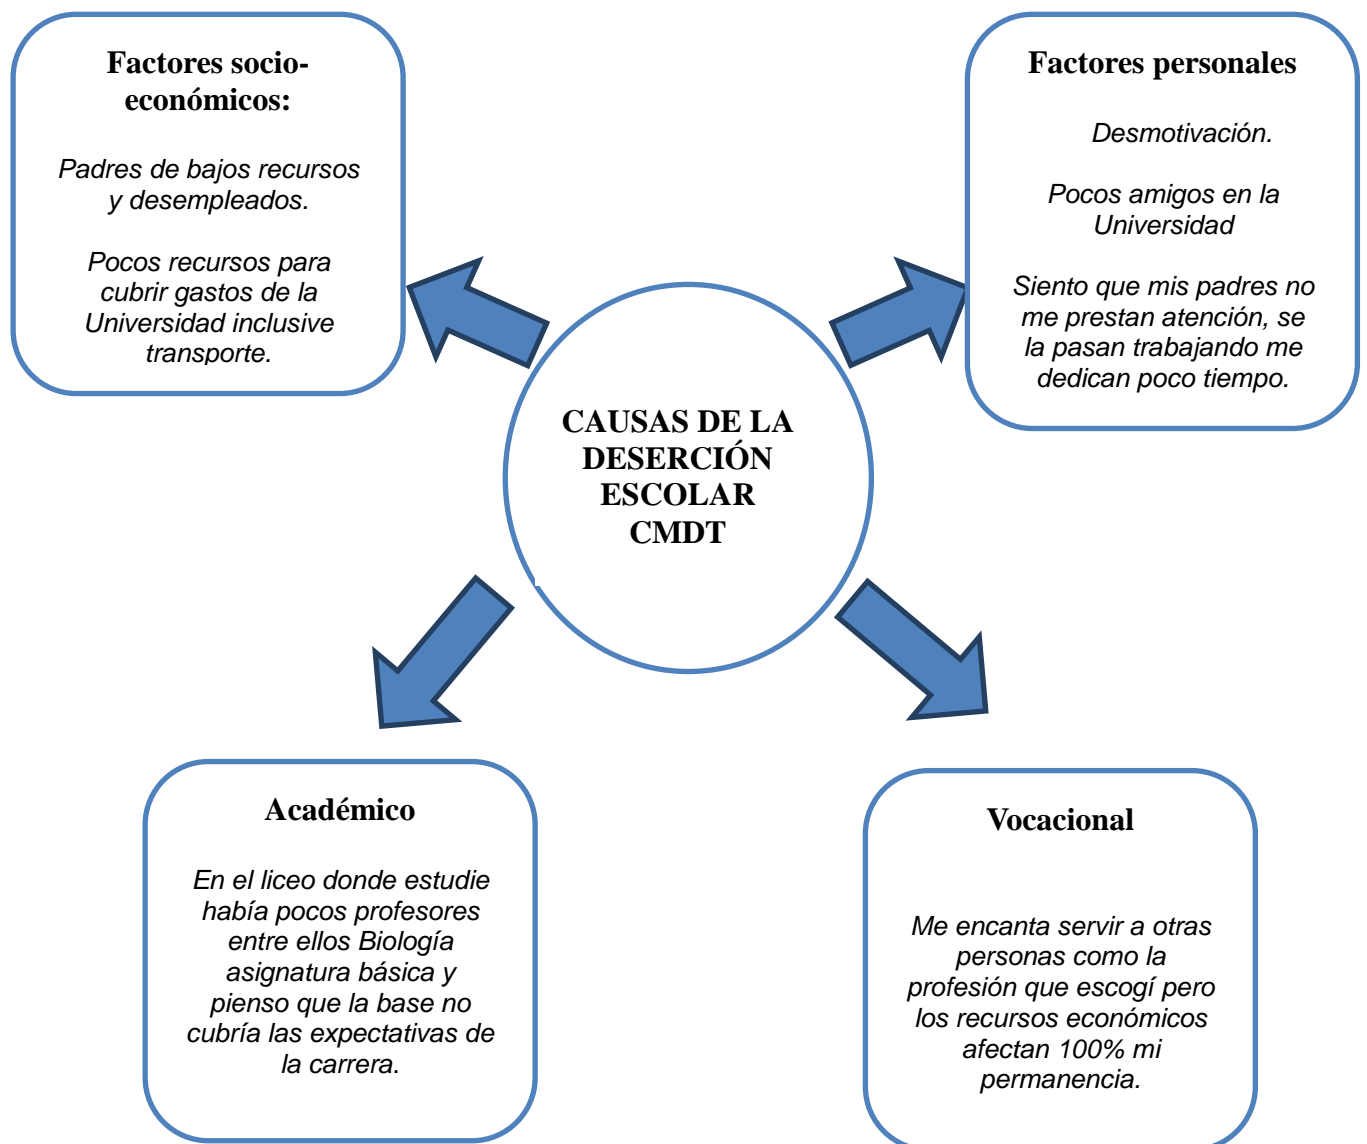 Factores socio-
económicos:
Padres de bajos recursos
y desempleados.
Pocos recursos para
cubrir gastos de la
Universidad inclusive
transporte.
Factores personales
Desmotivación.
Pocos amigos en la
Universidad
Siento que mis padres no
me prestan atención, se
la pasan trabajando me
dedican poco tiempo.
CAUSAS DE LA
DESERCIÓN
ESCOLAR
CMDT
Académico
En el liceo donde estudie
había pocos profesores
entre ellos Biología
asignatura básica y
pienso que la base no
cubría las expectativas de
la carrera.
Vocacional
Me encanta servir a otras
personas como la
profesión que escogí pero
los recursos económicos
afectan 100% mi
permanencia.